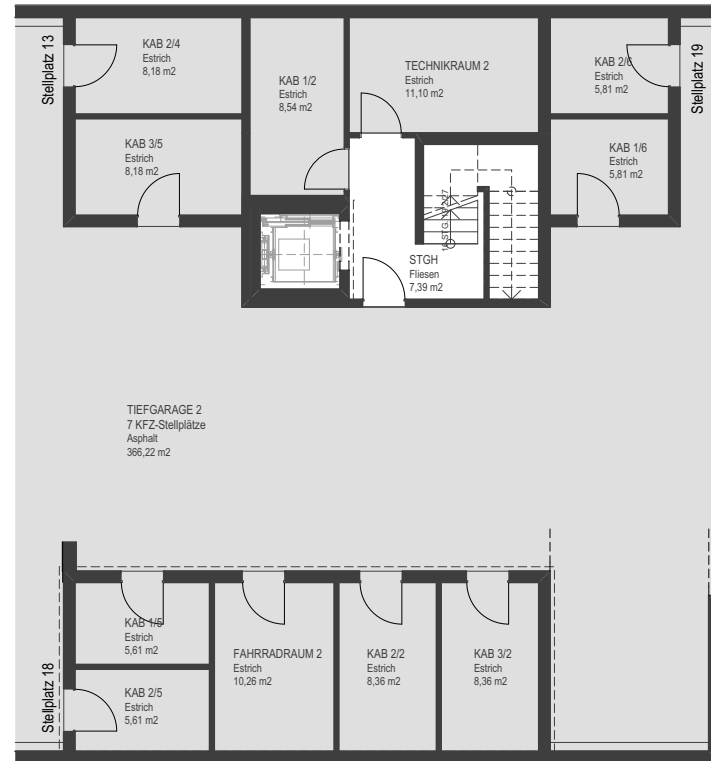 Stellplatz 13
KAB 2/4
Estrich
8,18 m2
KAB 1/2
Estrich
8,54 m2
TECHNIKRAUM 2
Estrich
11,10 m2
KAB 2/6
Estrich
5,81 m2
Stellplatz 19
KAB 3/5
Estrich
8,18 m2
KAB 1/6
Estrich
5,81 m2
STGH
Fliesen
7,39 m2
TIEFGARAGE 2
7 KFZ-Stellplätze
Asphalt
366,22 m2
KAB 1/5
Estrich
5,61 m2
FAHRRADRAUM 2
Estrich
10,26 m2
KAB 2/2
Estrich
8,36 m2
KAB 3/2
Estrich
8,36 m2
Stellplatz 18
KAB 2/5
Estrich
5,61 m2